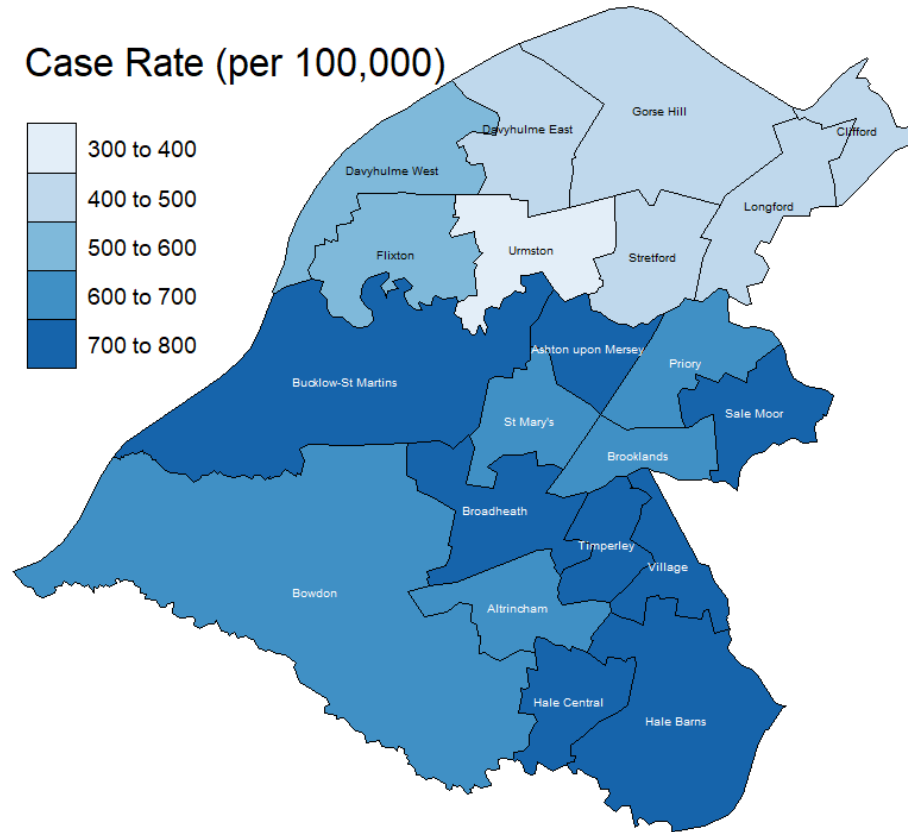 Case Rate (per 100,000)
300 to 400
400 to 500
500 to 600
600 to 700
700 to 800
Gorse Hill
Davyhulme East
Clifford
Davyhulme West
Longford
Urmston
Flixton
Stretford
Ashton upon Mersey
Priory
Bucklow-St Martins
Sale Moor
St Mary's
Brooklands
Broadheath
Timperley
Village
Bowdon
Altrincham
Hale Central
Hale Barns